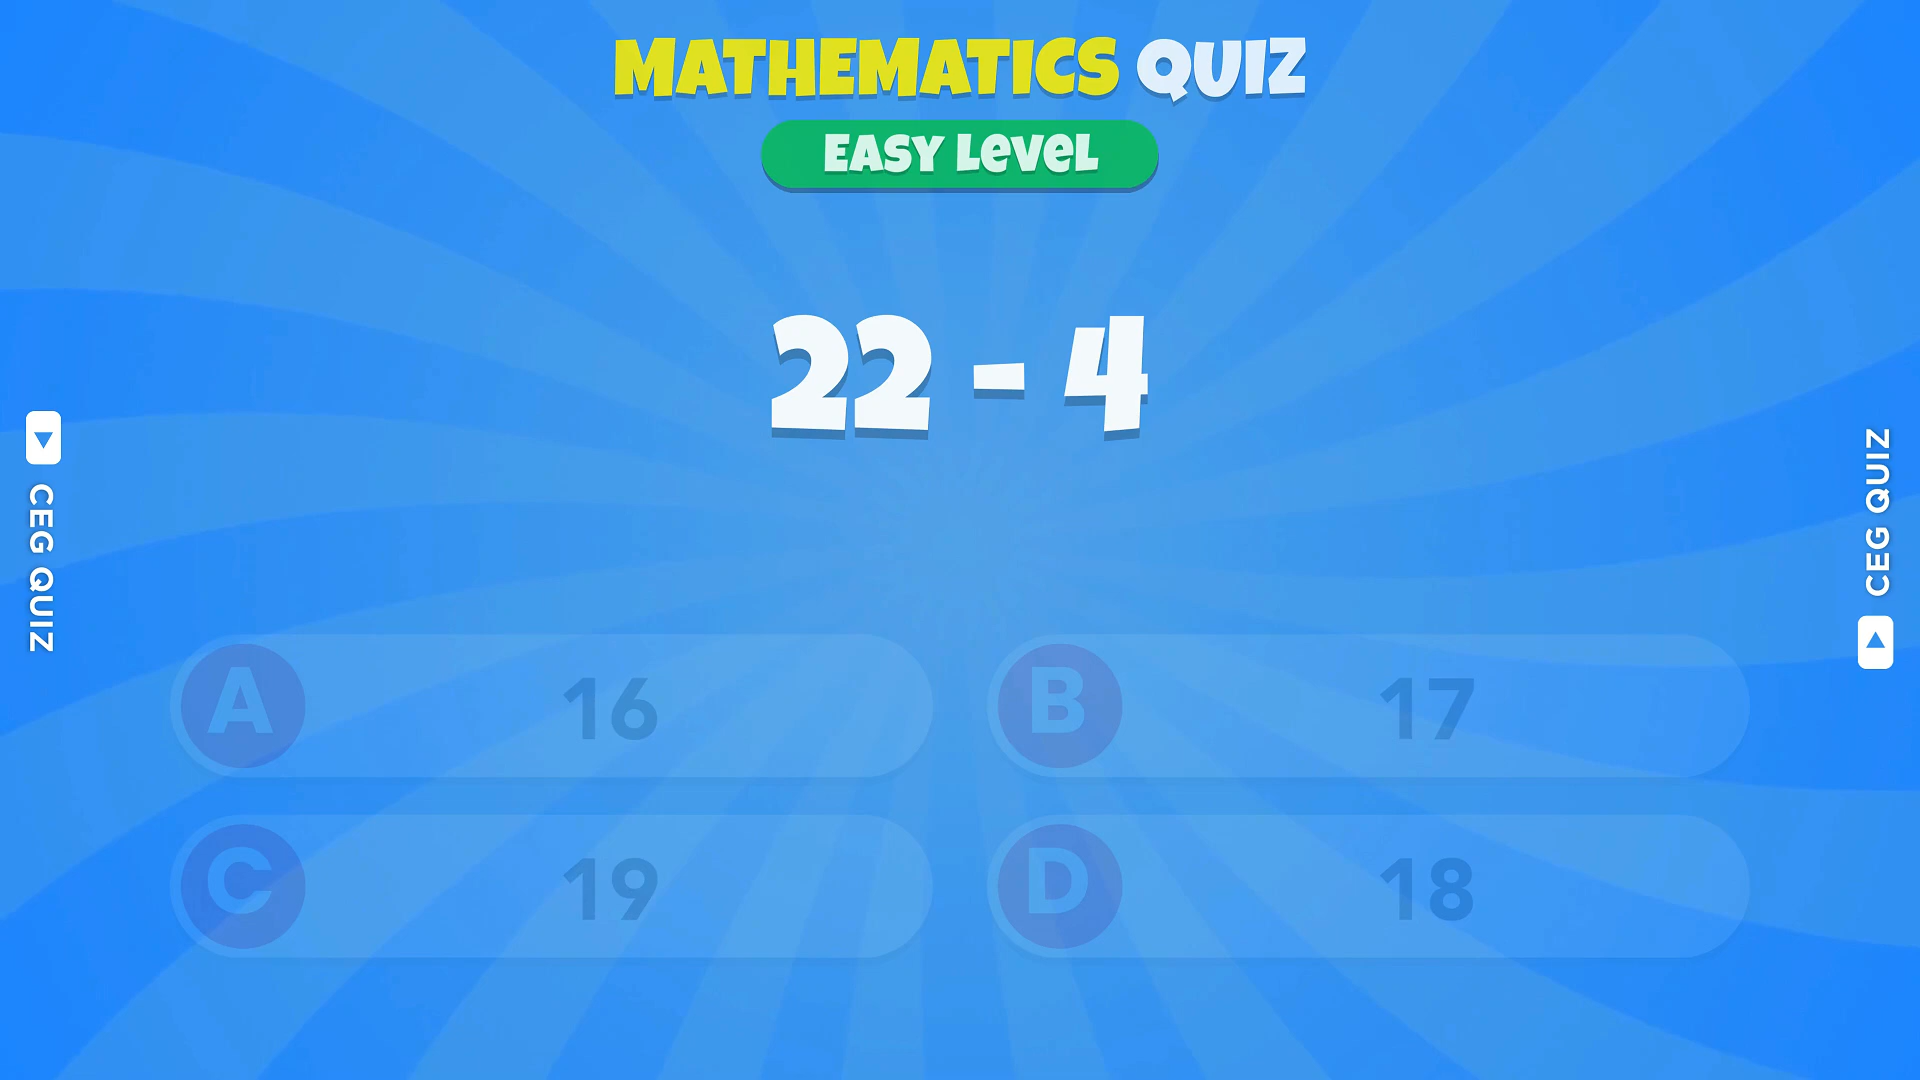 MATHEMATICS QUIZ
EASY LEVEL
22 - 4
CEG QUIZ
CEG QUIZ
A 16
B 17
C 19
D 18